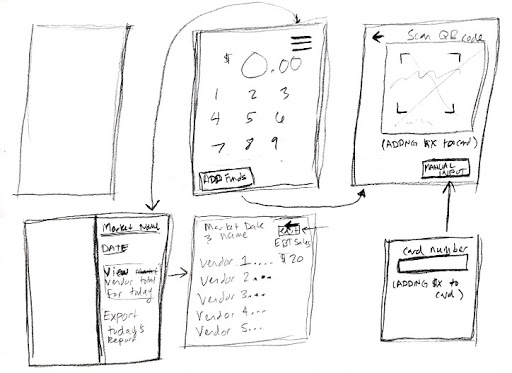 $ 0.00
1 2 3
4 5 6
7 8 9
ADD Funds
Scan QR code
(ADDING $X to card)
MANUAL
INPUT
Market Name
DATE
View
Vendor total
for today
Export
today's
Report
Market Date
& Name
EBT Sales
Vendor 1.... $20
Vendor 2...
Vendor 3...
Vendor 4...
Vendor 5...
card number
(ADDING $X to
card)